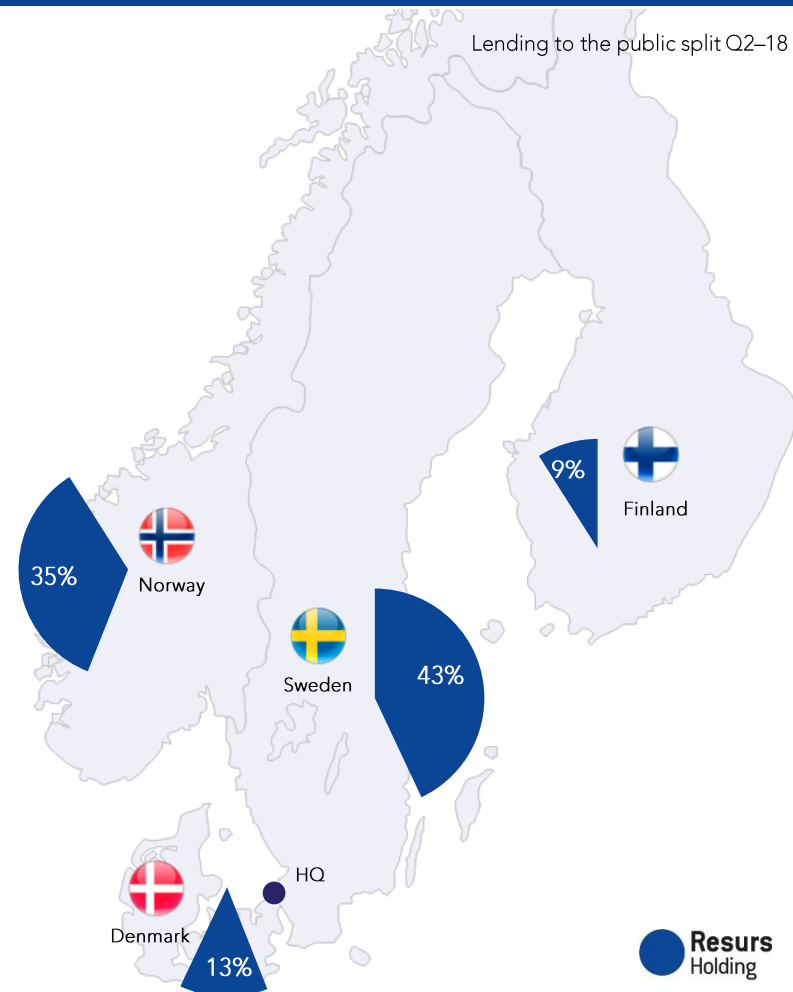 Lending to the public split Q2–18
9%
Finland
35%
Norway
43%
Sweden
HQ
Denmark
13%
Resurs
Holding